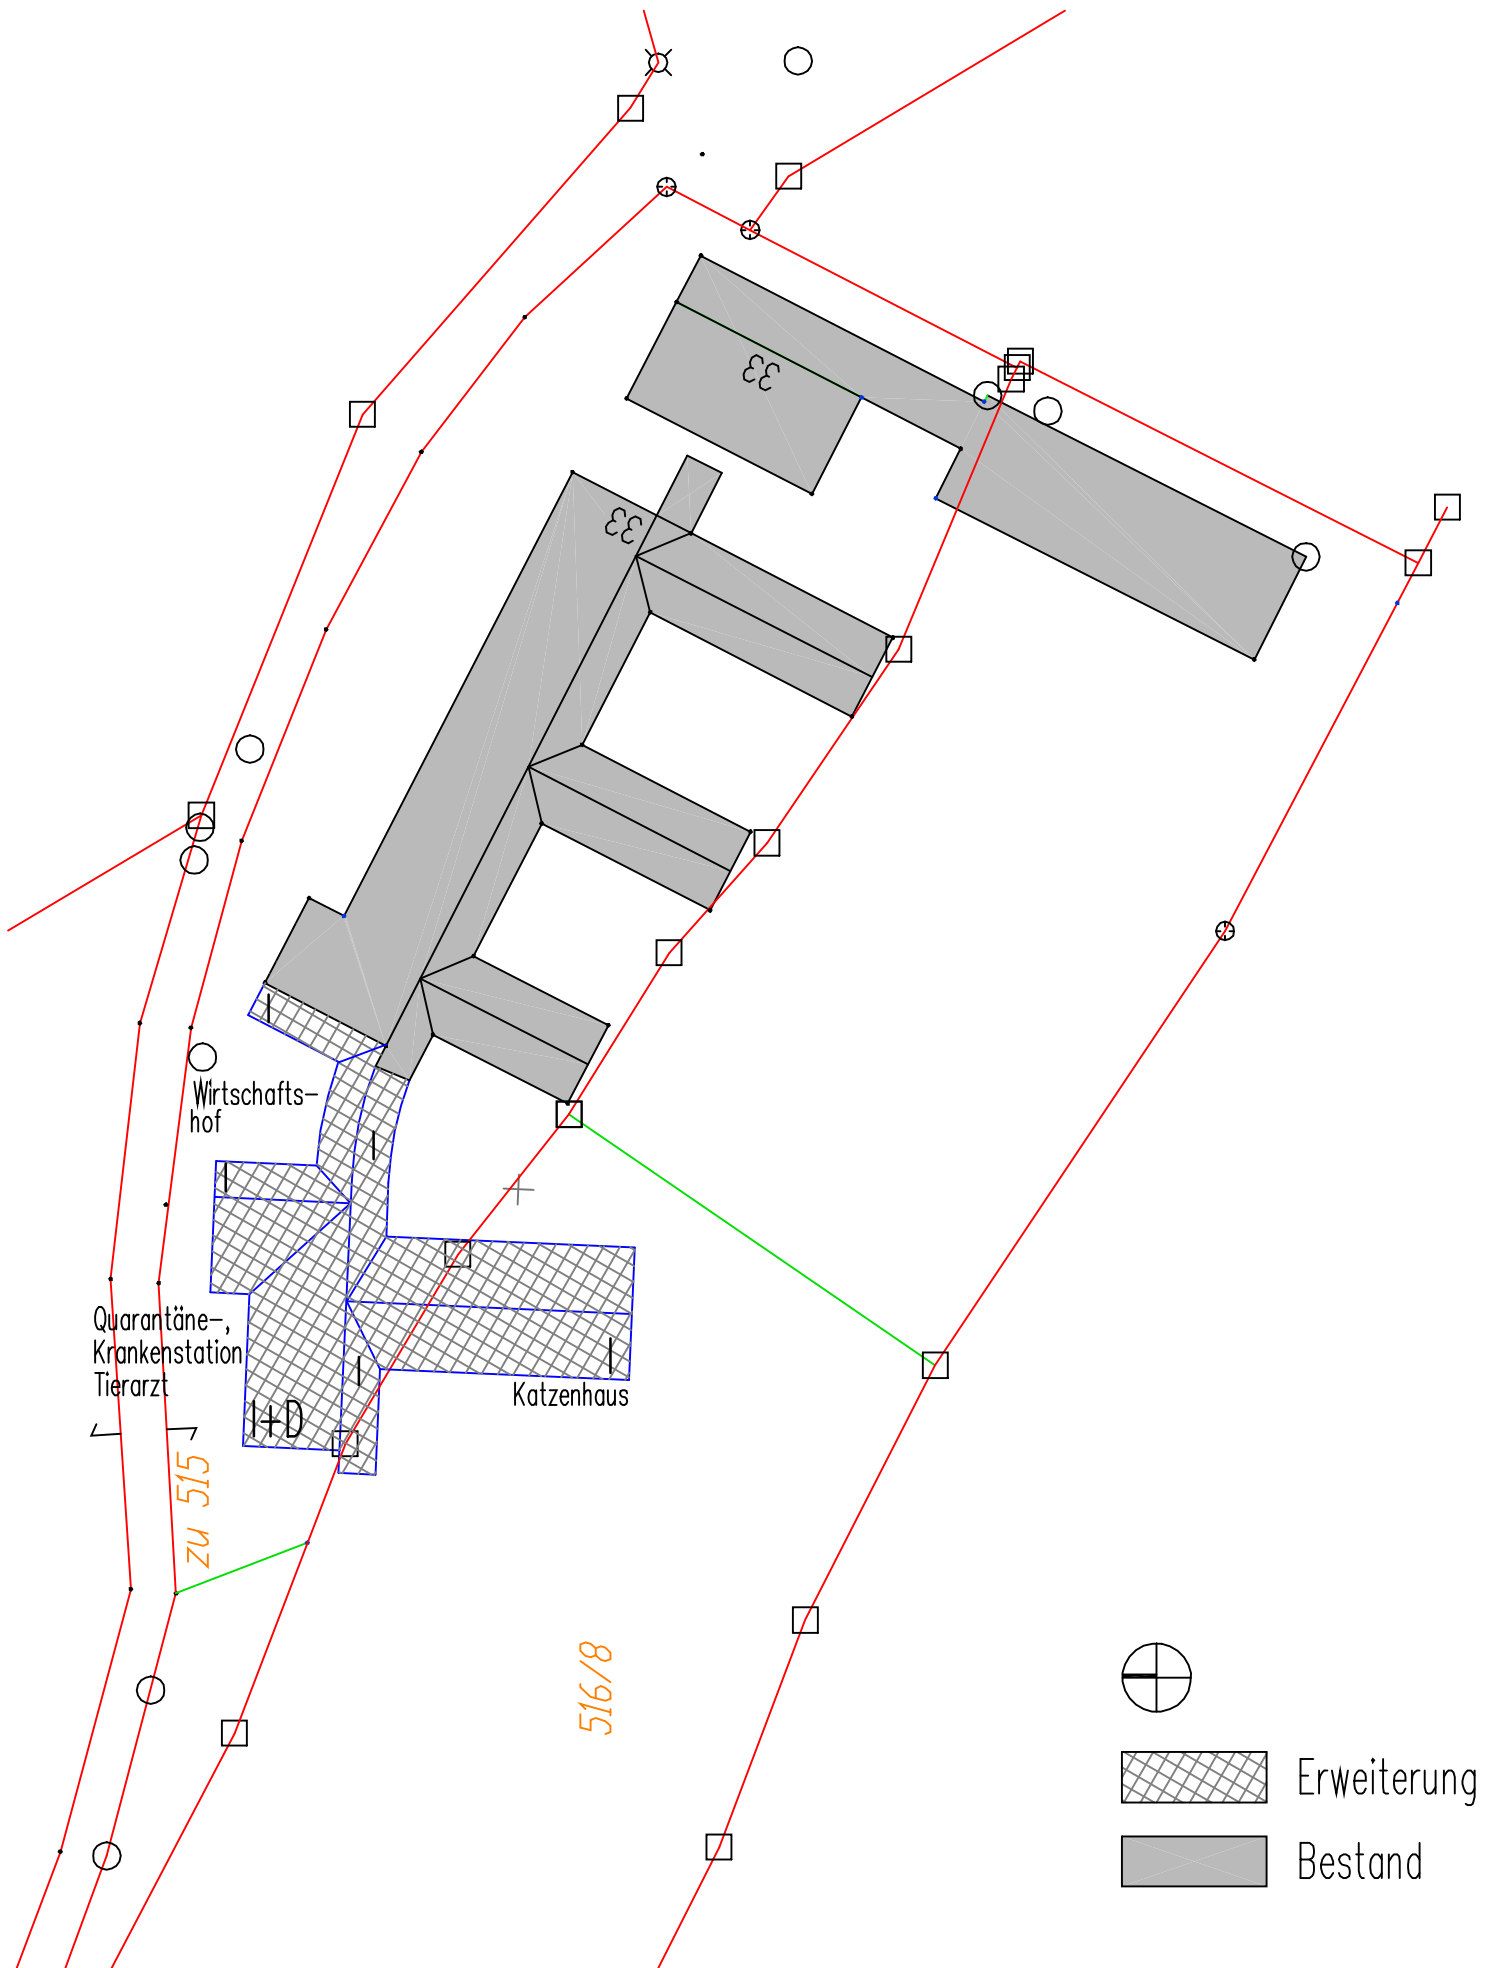 33
33
Wirtschafts-
hof
Quarantäne-,
Krankenstation
Tierarzt
Katzenhaus
I
I
I
I
I
I+D
zu 515
516/8
Erweiterung
Bestand